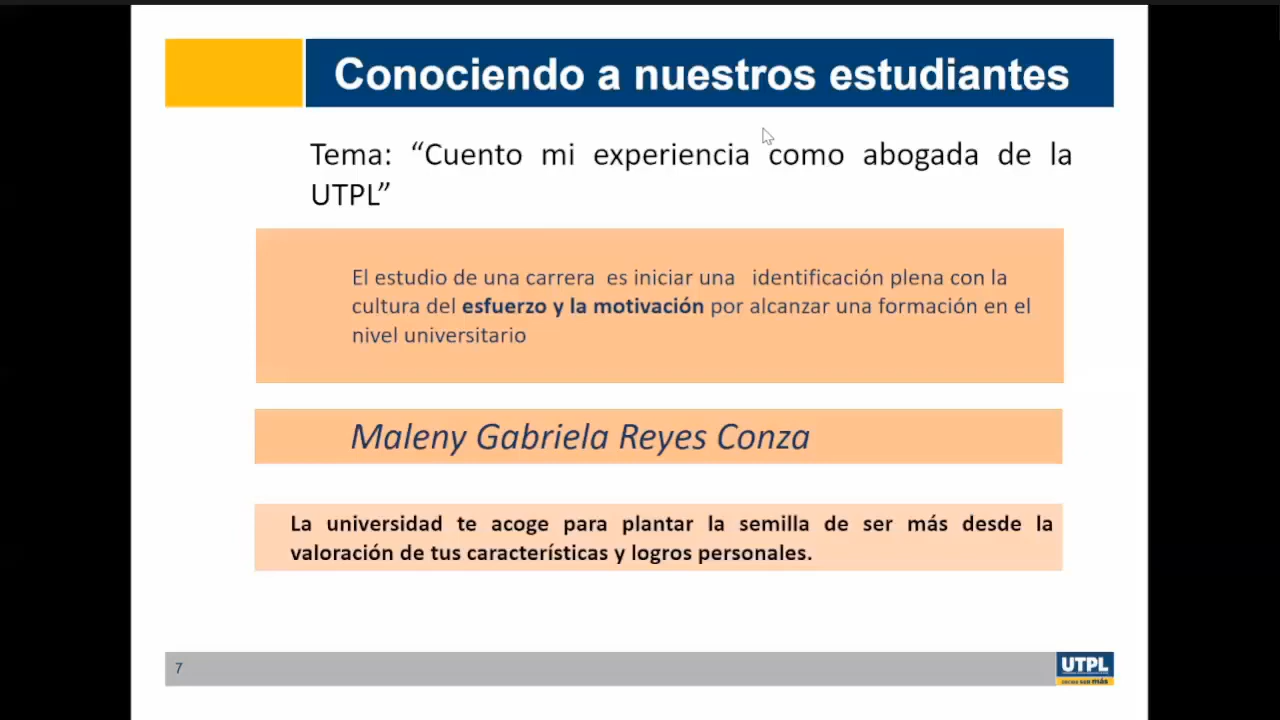 Conociendo a nuestros estudiantes
Tema: “Cuento mi experiencia como abogada de la
UTPL”
El estudio de una carrera es iniciar una identificación plena con la
cultura del esfuerzo y la motivación por alcanzar una formación en el
nivel universitario
Maleny Gabriela Reyes Conza
La universidad te acoge para plantar la semilla de ser más desde la
valoración de tus características y logros personales.
7
UTPL
DECIDE SER MÁS